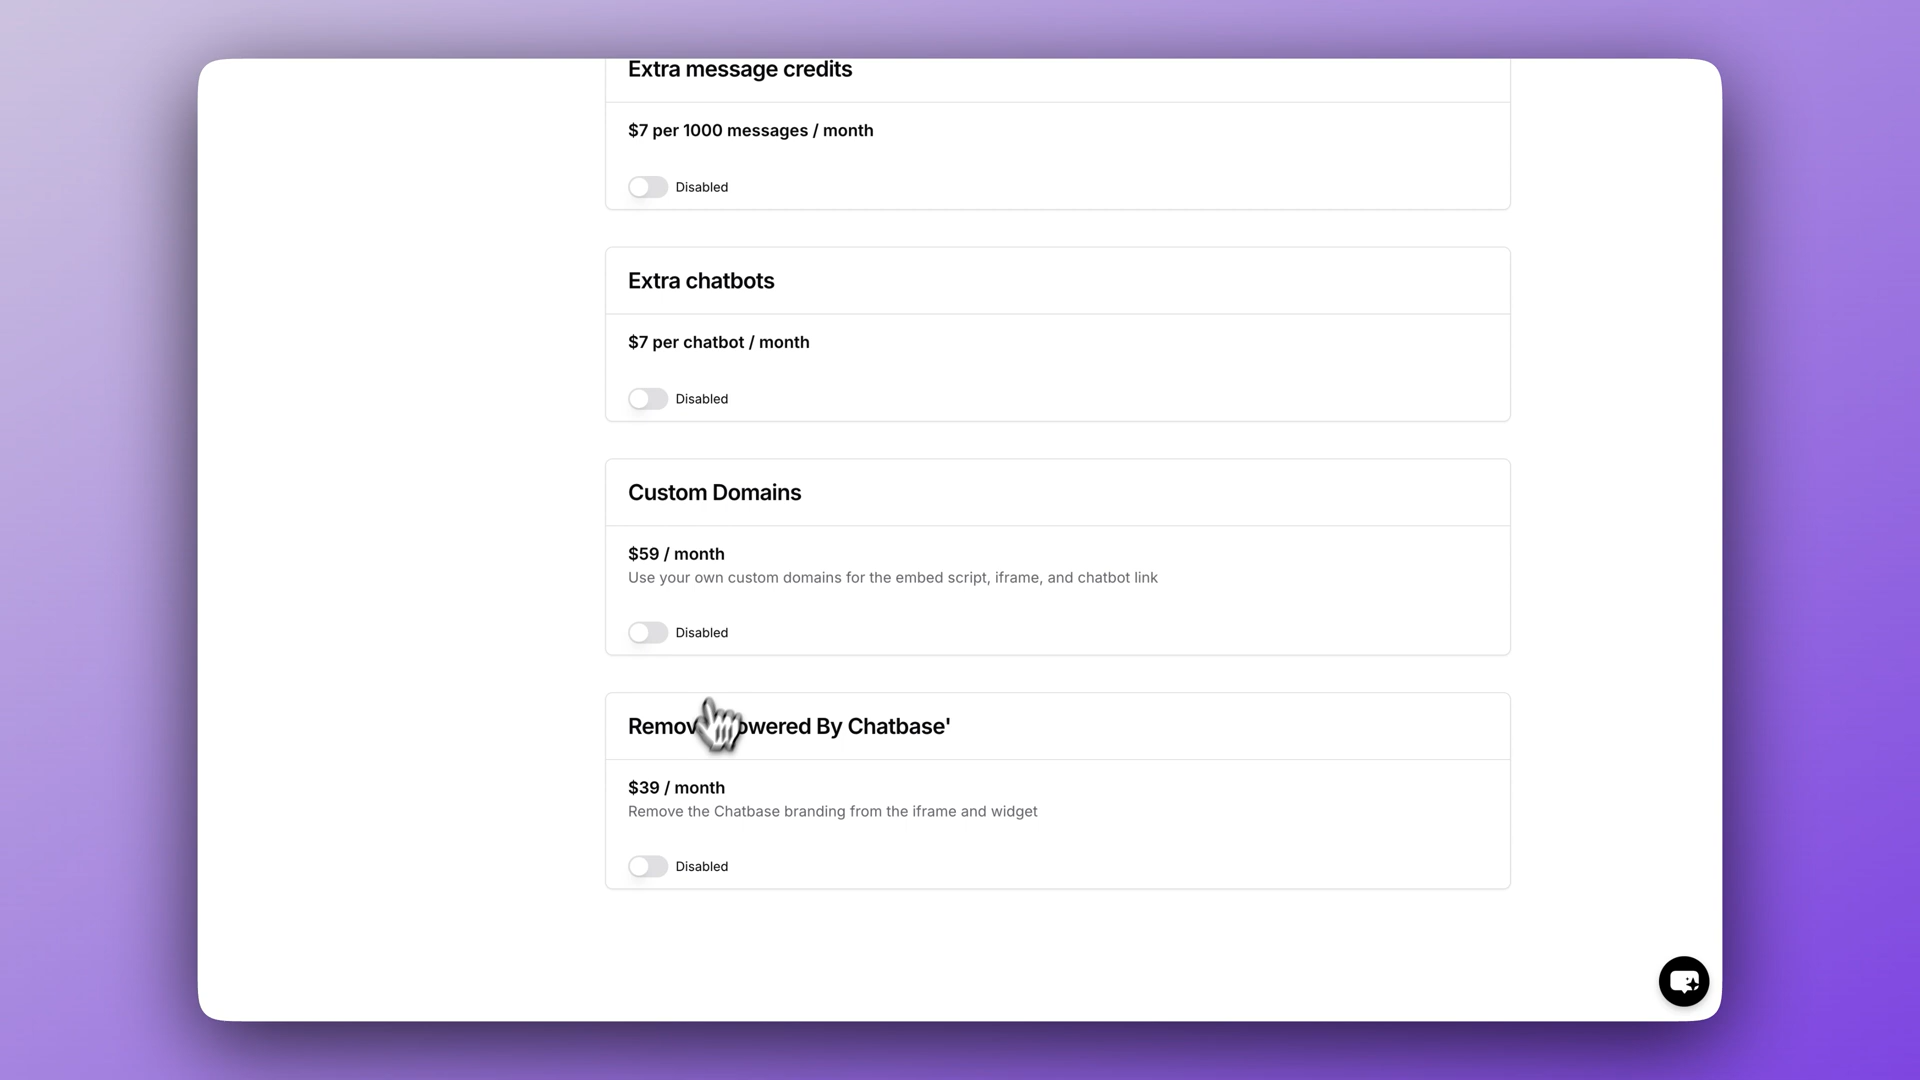 Extra message credits
$7 per 1000 messages / month
Disabled
Extra chatbots
$7 per chatbot / month
Disabled
Custom Domains
$59 / month
Use your own custom domains for the embed script, iframe, and chatbot link
Disabled
Remov owered By Chatbase'
$39 / month
Remove the Chatbase branding from the iframe and widget
Disabled